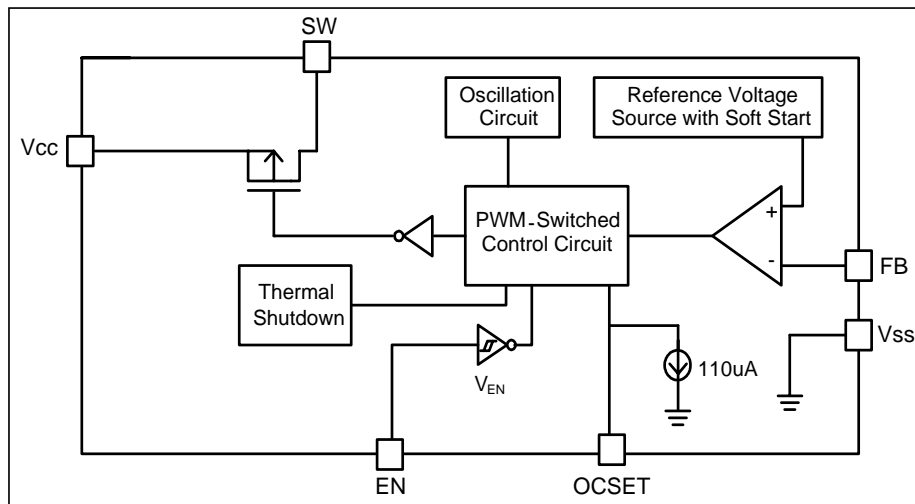 SW
Oscillation
Circuit
Reference Voltage
Source with Soft Start
Vcc
PWM-Switched
Control Circuit
+
-
FB
Thermal
Shutdown
Vss
VEN
110uA
EN
OCSET